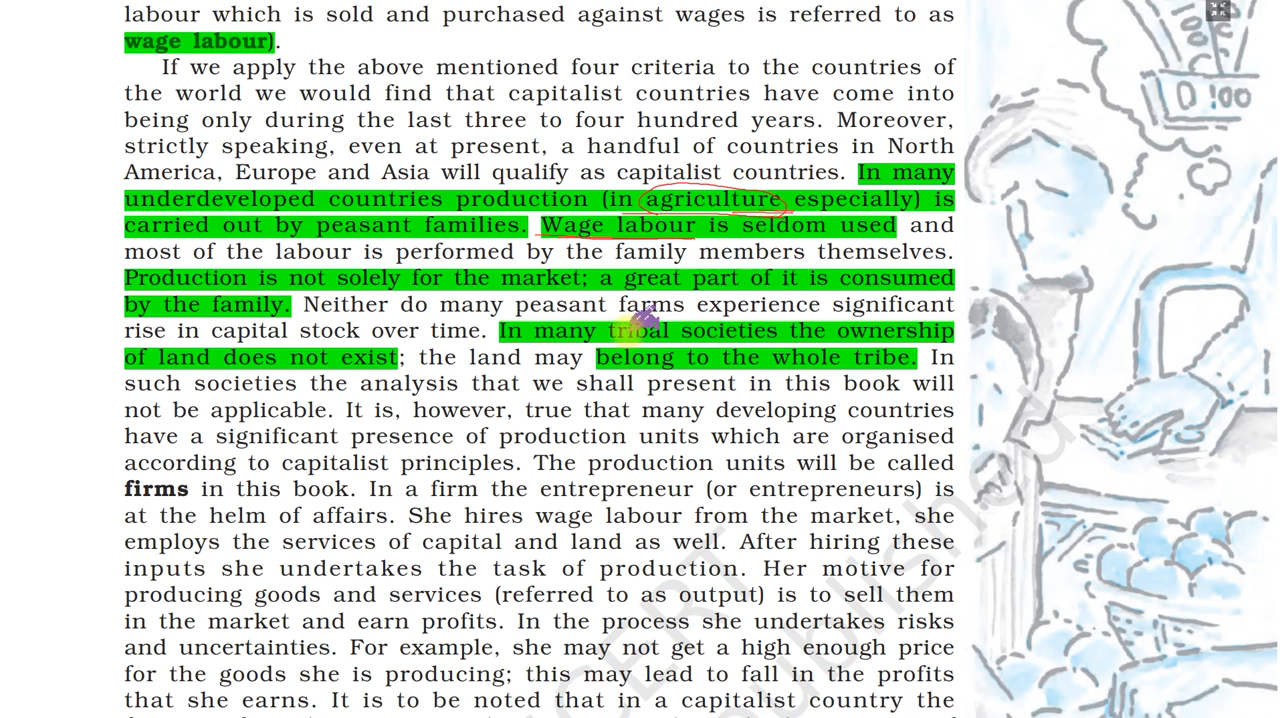 labour which is sold and purchased against wages is referred to as
wage labour).
If we apply the above mentioned four criteria to the countries of
the world we would find that capitalist countries have come into
being only during the last three to four hundred years. Moreover,
strictly speaking, even at present, a handful of countries in North
America, Europe and Asia will qualify as capitalist countries. In many
underdeveloped countries production (in agriculture especially) is
carried out by peasant families. Wage labour is seldom used and
most of the labour is performed by the family members themselves.
Production is not solely for the market; a great part of it is consumed
by the family. Neither do many peasant farms experience significant
rise in capital stock over time. In many tribal societies the ownership
of land does not exist; the land may belong to the whole tribe. In
such societies the analysis that we shall present in this book will
not be applicable. It is, however, true that many developing countries
have a significant presence of production units which are organised
according to capitalist principles. The production units will be called
firms in this book. In a firm the entrepreneur (or entrepreneurs) is
at the helm of affairs. She hires wage labour from the market, she
employs the services of capital and land as well. After hiring these
inputs she undertakes the task of production. Her motive for
producing goods and services (referred to as output) is to sell them
in the market and earn profits. In the process she undertakes risks
and uncertainties. For example, she may not get a high enough price
for the goods she is producing; this may lead to fall in the profits
that she earns. It is to be noted that in a capitalist country the